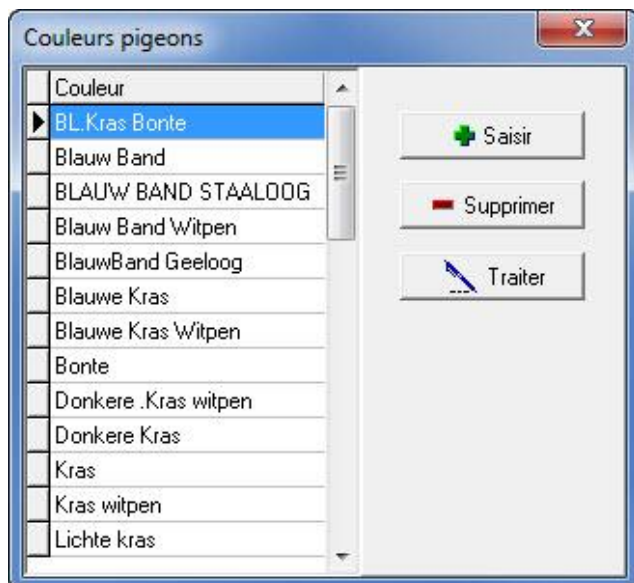 Couleurs pigeons
Couleur
BL.Kras Bonte
Blauw Band
BLAUW BAND STAALOOG
Blauw Band Witpen
BlauwBand Geeloog
Blauwe Kras
Blauwe Kras Witpen
Bonte
Donkere .Kras witpen
Donkere Kras
Kras
Kras witpen
Lichte kras
Saisir
Supprimer
Traiter